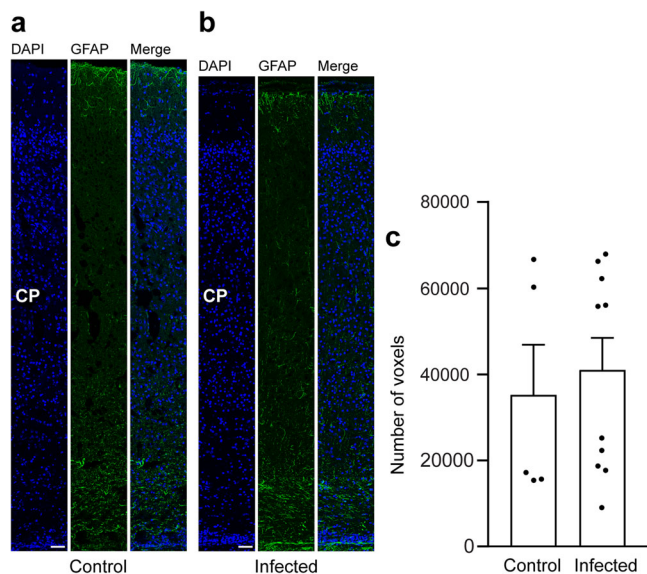 a
DAPI GFAP Merge
CP
Control
b
DAPI GFAP Merge
CP
Infected
c
Number of voxels
80000
60000
40000
20000
0
Control Infected